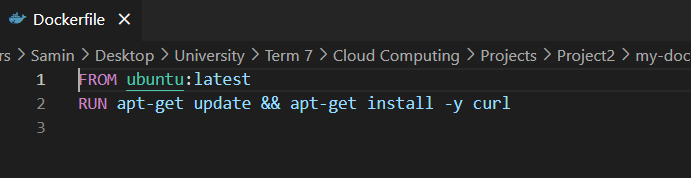 Dockerfile
rs > Samin > Desktop > University > Term 7 > Cloud Computing > Projects > Project2 > my-doc
1 FROM ubuntu:latest
2 RUN apt-get update && apt-get install -y curl
3